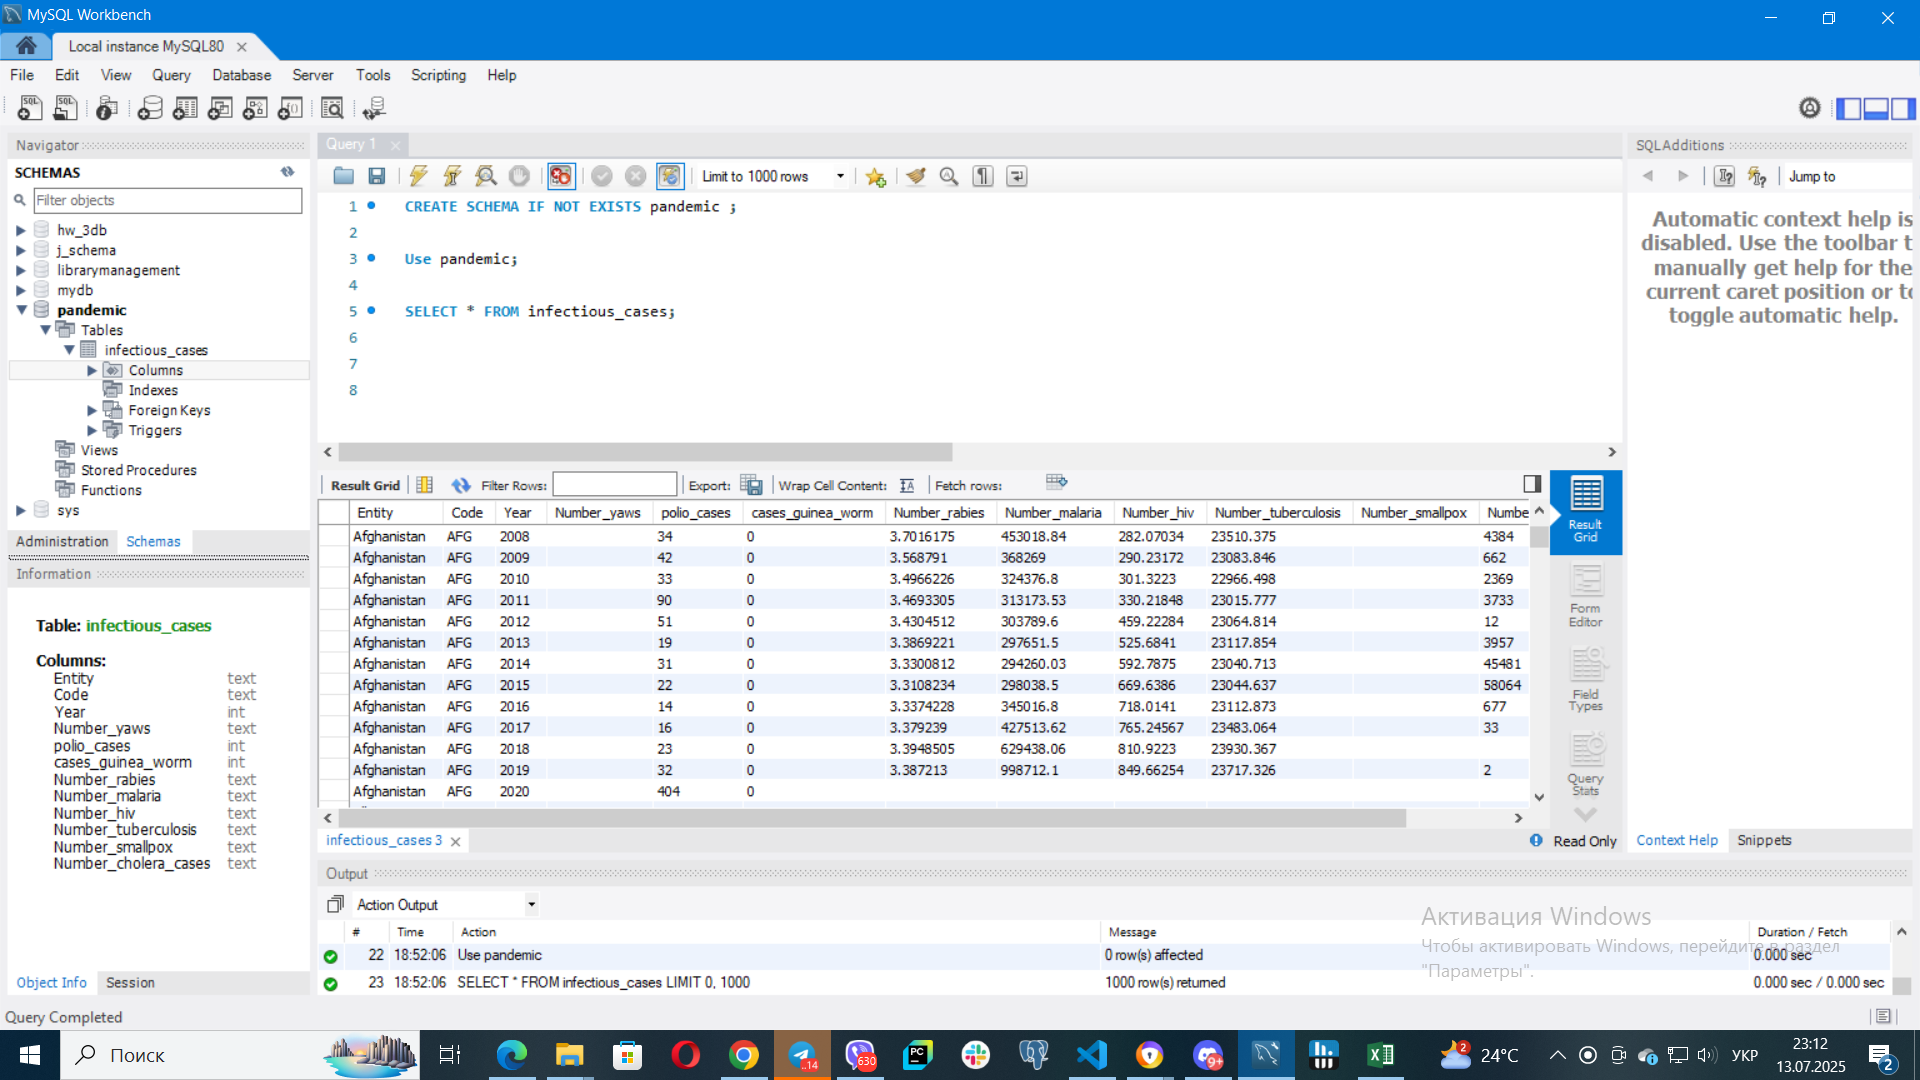 MySQL Workbench
Local instance MySQL80
File Edit View Query Database Server Tools Scripting Help
Navigator
SCHEMAS
Filter objects
hw_3db
j_schema
librarymanagement
mydb
pandemic
Tables
infectious_cases
Columns
Indexes
Foreign Keys
Triggers
Views
Stored Procedures
Functions
sys
Administration Schemas
Information
Table: infectious_cases
Columns:
Entity text
Code text
Year int
Number_yaws text
polio_cases int
cases_guinea_worm int
Number_rabies text
Number_malaria text
Number_hiv text
Number_tuberculosis text
Number_smallpox text
Number_cholera_cases text
Object Info Session
Query 1
Limit to 1000 rows
1 CREATE SCHEMA IF NOT EXISTS pandemic ;
2
3 Use pandemic;
4
5 SELECT * FROM infectious_cases;
6
7
8
Result Grid Filter Rows: Export: Wrap Cell Content: Fetch rows:
Entity Code Year Number_yaws polio_cases cases_guinea_worm Number_rabies Number_malaria Number_hiv Number_tuberculosis Number_smallpox Numbe
Afghanistan AFG 2008 34 0 3.7016175 453018.84 282.07034 23510.375 4384
Afghanistan AFG 2009 42 0 3.568791 368269 290.23172 23083.846 662
Afghanistan AFG 2010 33 0 3.4966226 324376.8 301.3223 22966.498 2369
Afghanistan AFG 2011 90 0 3.4693305 313173.53 330.21848 23015.777 3733
Afghanistan AFG 2012 51 0 3.4304512 303789.6 459.22284 23064.814 12
Afghanistan AFG 2013 19 0 3.3869221 297651.5 525.6841 23117.854 3957
Afghanistan AFG 2014 31 0 3.3300812 294260.03 592.7875 23040.713 45481
Afghanistan AFG 2015 22 0 3.3108234 298038.5 669.6386 23044.637 58064
Afghanistan AFG 2016 14 0 3.3374228 345016.8 718.0141 23112.873 677
Afghanistan AFG 2017 16 0 3.379239 427513.62 765.24567 23483.064 33
Afghanistan AFG 2018 23 0 3.3948505 629438.06 810.9223 23930.367
Afghanistan AFG 2019 32 0 3.387213 998712.1 849.66254 23717.326 2
Afghanistan AFG 2020 404 0
Result Grid
Form Editor
Field Types
Query Stats
infectious_cases 3
Read Only
SQLAdditions
Jump to
Automatic context help is
disabled. Use the toolbar t
manually get help for the
current caret position or to
toggle automatic help.
Context Help Snippets
Output
Action Output
# Time Action Message Duration / Fetch
22 18:52:06 Use pandemic 0 row(s) affected 0.000 sec
23 18:52:06 SELECT * FROM infectious_cases LIMIT 0, 1000 1000 row(s) returned 0.000 sec / 0.000 sec
Активация Windows
Чтобы активировать Windows, перейдите в раздел
"Параметры".
Query Completed
Поиск
..14
630
PC
9+
2
24°C
УКР
23:12
13.07.2025
2